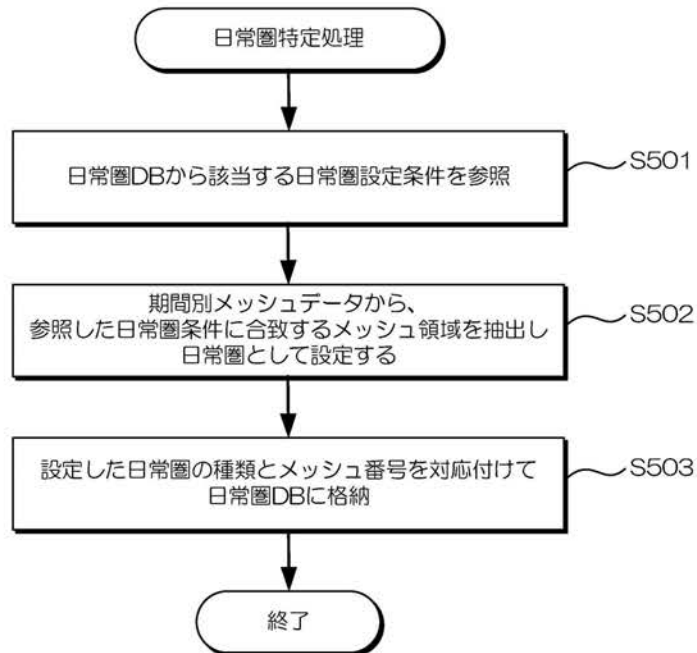 日常圏特定処理
日常圏DBから該当する日常圏設定条件を参照
S501
期間別メッシュデータから、
参照した日常圏条件に合致するメッシュ領域を抽出し
日常圏として設定する
S502
設定した日常圏の種類とメッシュ番号を対応付けて
日常圏DBに格納
S503
終了